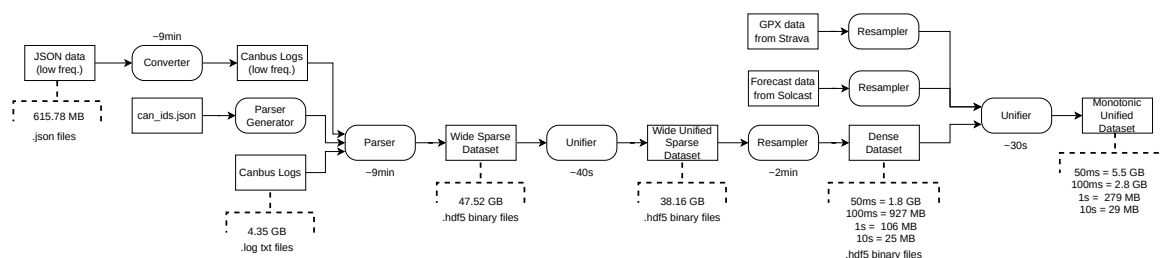 GPX data
from Strava
Resampler
~9min
JSON data
(low freq.)
Converter
Canbus Logs
(low freq.)
Forecast data
from Solcast
Resampler
615.78 MB
.json files
can_ids.json
Parser
Generator
Unifier
~30s
Monotonic
Unified
Dataset
Parser
~9min
Wide Sparse
Dataset
Unifier
~40s
Wide Unified
Sparse
Dataset
Resampler
~2min
Dense
Dataset
Canbus Logs
4.35 GB
.log txt files
47.52 GB
.hdf5 binary files
38.16 GB
.hdf5 binary files
50ms = 1.8 GB
100ms = 927 MB
1s = 106 MB
10s = 25 MB
.hdf5 binary files
50ms = 5.5 GB
100ms = 2.8 GB
1s = 279 MB
10s = 29 MB